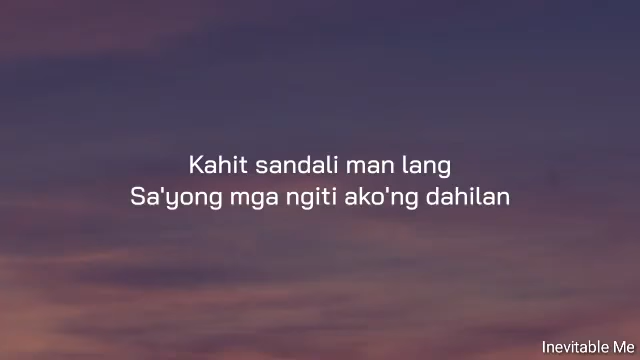 Kahit sandali man lang
Sa'yong mga ngiti ako'ng dahilan
Inevitable Me